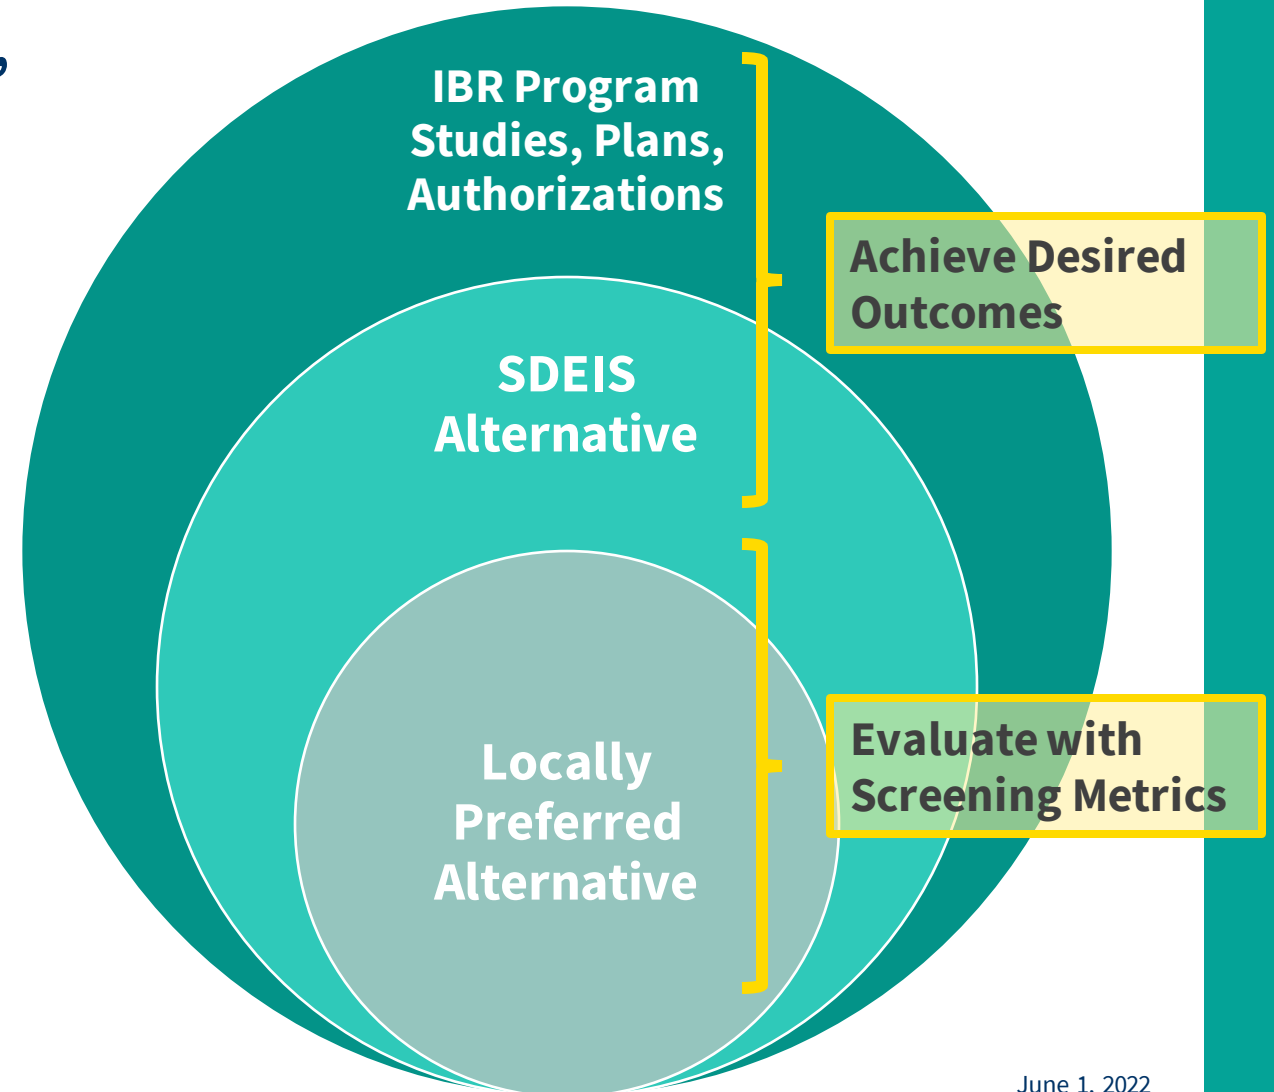 ,
IBR Program
Studies, Plans,
Authorizations
Achieve Desired
Outcomes
SDEIS
Alternative
Locally
Preferred
Alternative
Evaluate with
Screening Metrics
June 1, 2022